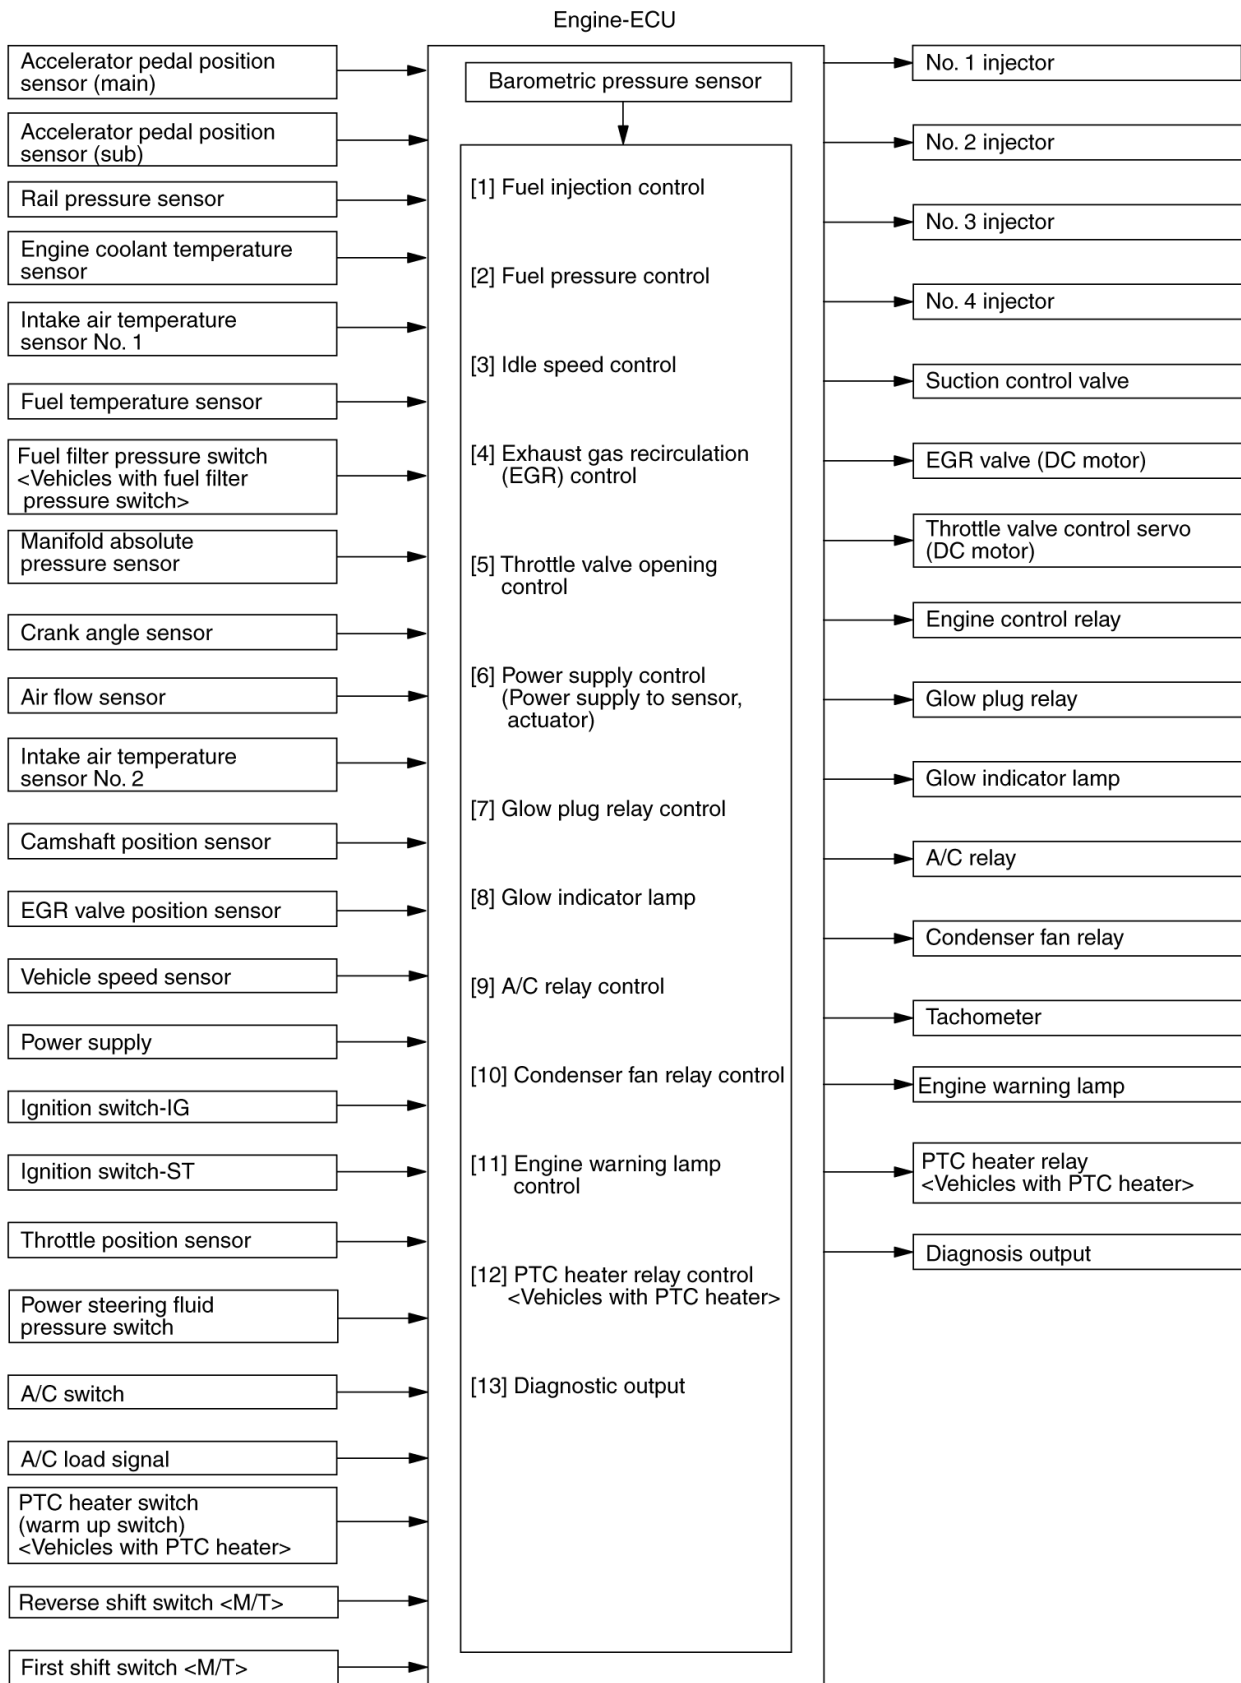 Engine-ECU
Accelerator pedal position
sensor (main)
Accelerator pedal position
sensor (sub)
Rail pressure sensor
Engine coolant temperature
sensor
Intake air temperature
sensor No. 1
Fuel temperature sensor
Fuel filter pressure switch
<Vehicles with fuel filter
pressure switch>
Manifold absolute
pressure sensor
Crank angle sensor
Air flow sensor
Intake air temperature
sensor No. 2
Camshaft position sensor
EGR valve position sensor
Vehicle speed sensor
Power supply
Ignition switch-IG
Ignition switch-ST
Throttle position sensor
Power steering fluid
pressure switch
A/C switch
A/C load signal
PTC heater switch
(warm up switch)
<Vehicles with PTC heater>
Reverse shift switch <M/T>
First shift switch <M/T>
Barometric pressure sensor
[1] Fuel injection control
[2] Fuel pressure control
[3] Idle speed control
[4] Exhaust gas recirculation
(EGR) control
[5] Throttle valve opening
control
[6] Power supply control
(Power supply to sensor,
actuator)
[7] Glow plug relay control
[8] Glow indicator lamp
[9] A/C relay control
[10] Condenser fan relay control
[11] Engine warning lamp
control
[12] PTC heater relay control
<Vehicles with PTC heater>
[13] Diagnostic output
No. 1 injector
No. 2 injector
No. 3 injector
No. 4 injector
Suction control valve
EGR valve (DC motor)
Throttle valve control servo
(DC motor)
Engine control relay
Glow plug relay
Glow indicator lamp
A/C relay
Condenser fan relay
Tachometer
Engine warning lamp
PTC heater relay
<Vehicles with PTC heater>
Diagnosis output